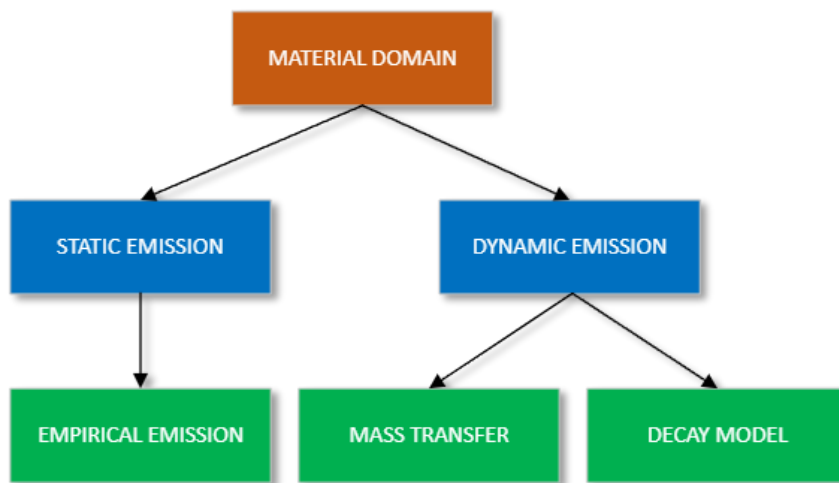 MATERIAL DOMAIN
STATIC EMISSION
DYNAMIC EMISSION
EMPIRICAL EMISSION
MASS TRANSFER
DECAY MODEL